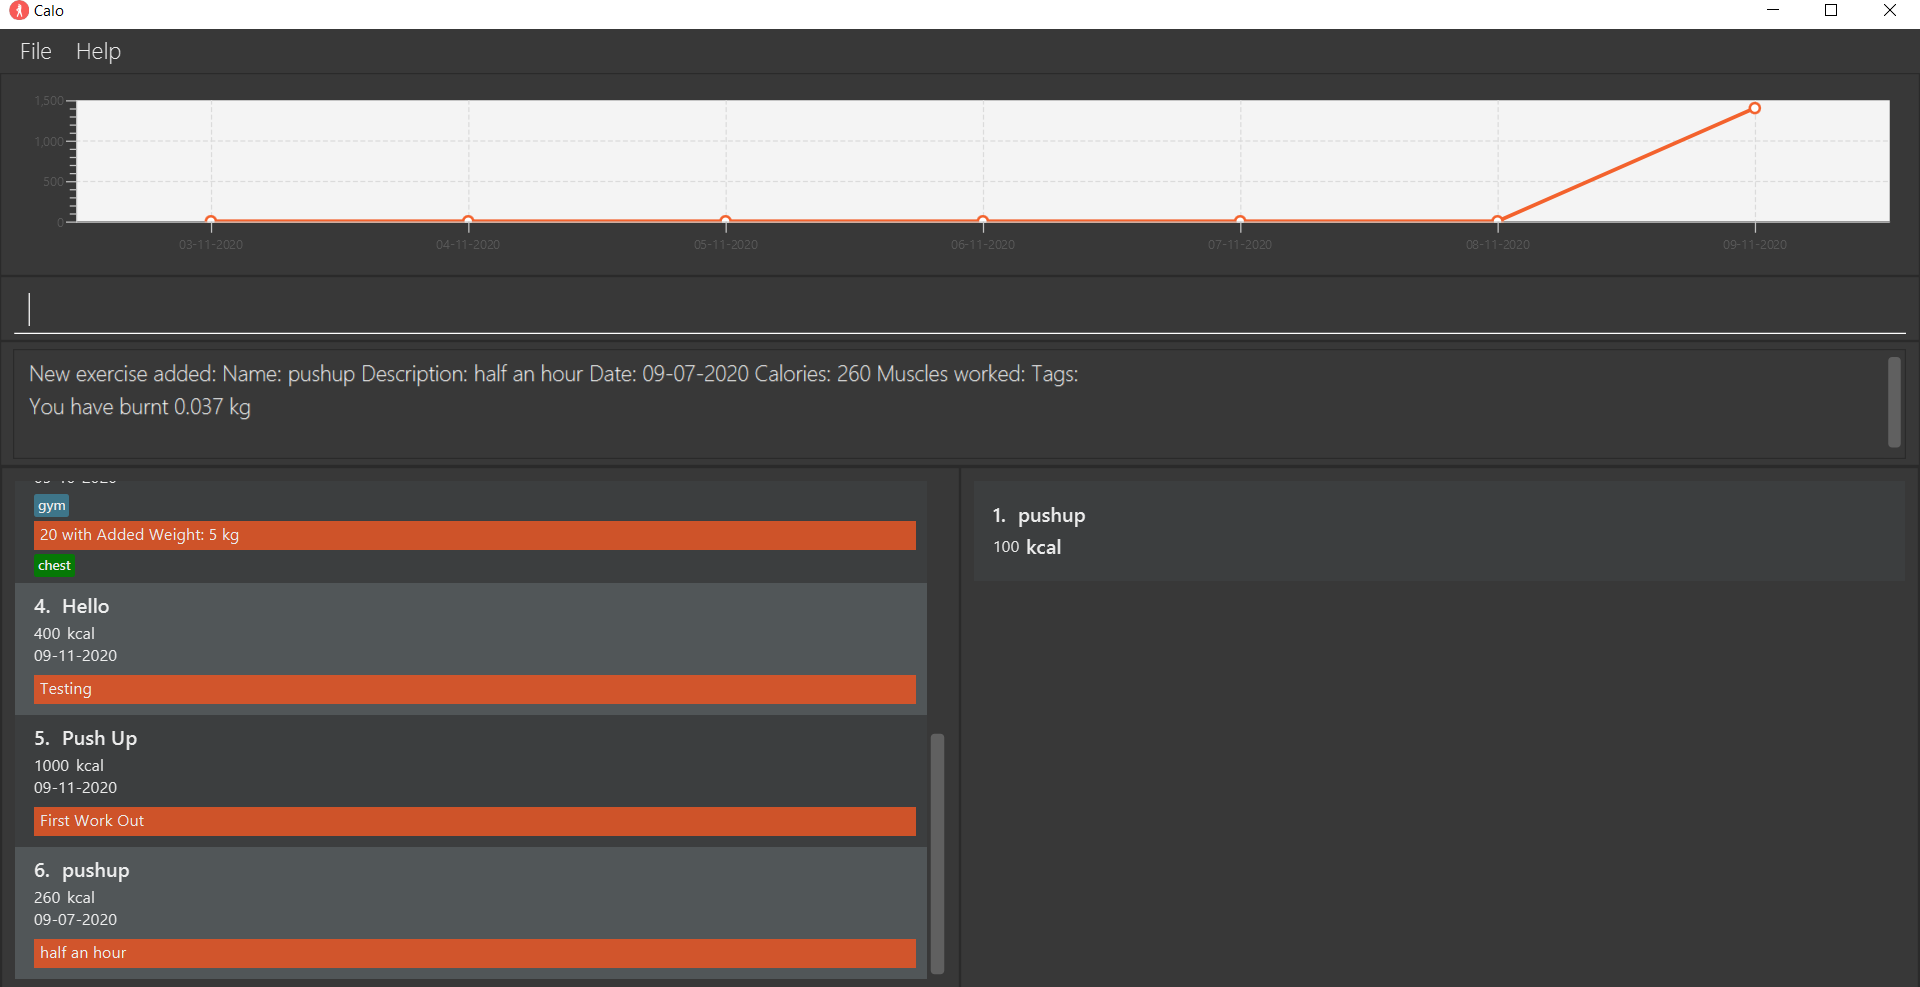 Calo
File Help
1,500
1,000
500
0
03-11-2020 04-11-2020 05-11-2020 06-11-2020 07-11-2020 08-11-2020 09-11-2020
New exercise added: Name: pushup Description: half an hour Date: 09-07-2020 Calories: 260 Muscles worked: Tags:
You have burnt 0.037 kg
gym
20 with Added Weight: 5 kg
chest
4. Hello
400 kcal
09-11-2020
Testing
5. Push Up
1000 kcal
09-11-2020
First Work Out
6. pushup
260 kcal
09-07-2020
half an hour
1. pushup
100 kcal